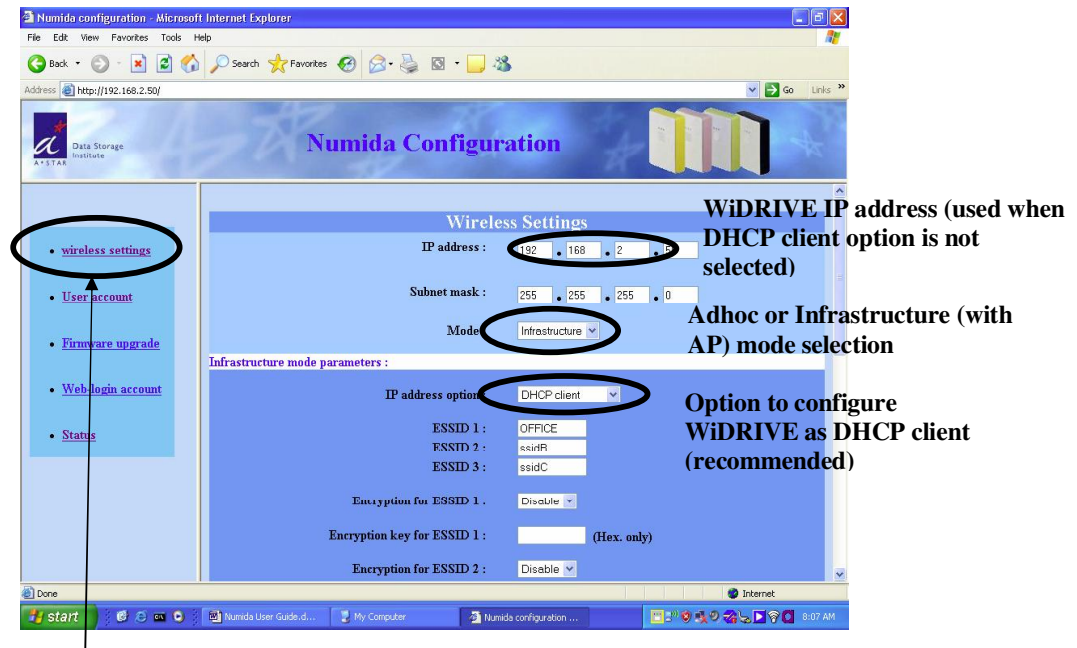 Numida configuration - Microsoft Internet Explorer
File Edit View Favorites Tools Help
Back Search Favorites
Address http://192.168.2.50/ Go Links »
A*STAR
Data Storage
Institute
Numida Configuration
wireless settings
User account
Firmware upgrade
Web-login account
Status
Wireless Settings
IP address : 192 . 168 . 2 .
Subnet mask : 255 . 255 . 255 . 0
Mode Infrastructure
Infrastructure mode parameters :
IP address option DHCP client
ESSID 1 : OFFICE
ESSID 2 : ssidB
ESSID 3 : ssidC
Encryption for ESSID 1 : Disable
Encryption key for ESSID 1 : (Hex. only)
Encryption for ESSID 2 : Disable
WiDRIVE IP address (used when
DHCP client option is not
selected)
Adhoc or Infrastructure (with
AP) mode selection
Option to configure
WiDRIVE as DHCP client
(recommended)
Done Internet
start Numida User Guide.d... My Computer Numida configuration ... 8:07 AM